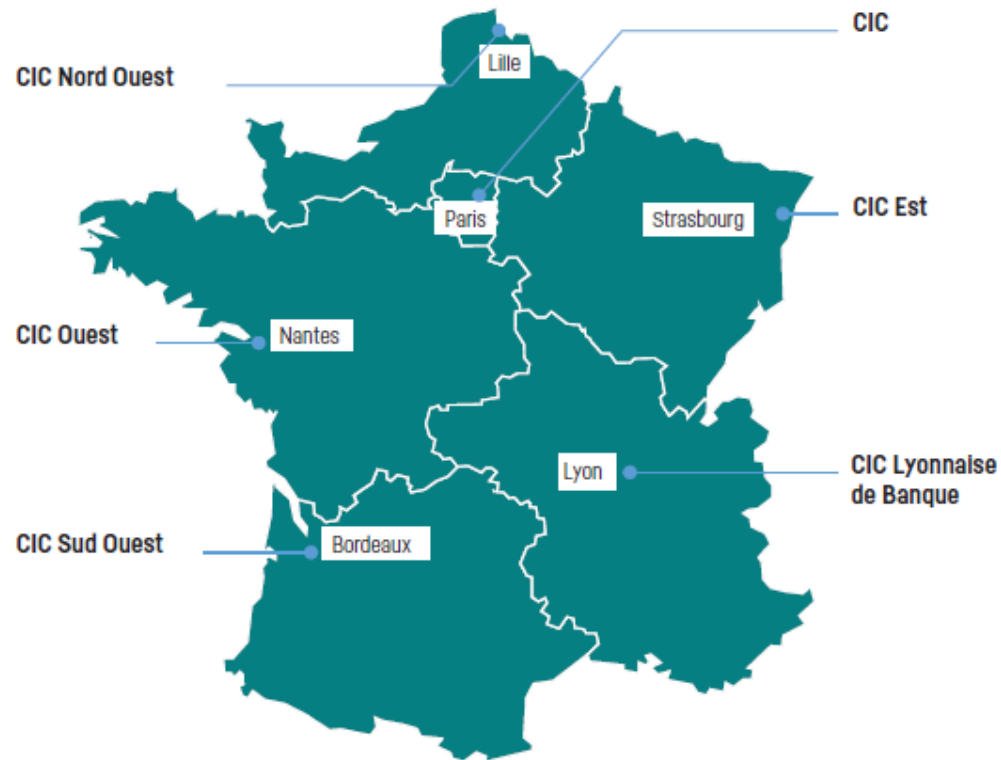 CIC
Lille
CIC Nord Ouest
Paris
Strasbourg
CIC Est
CIC Ouest
Nantes
Lyon
CIC Lyonnaise
de Banque
CIC Sud Ouest
Bordeaux